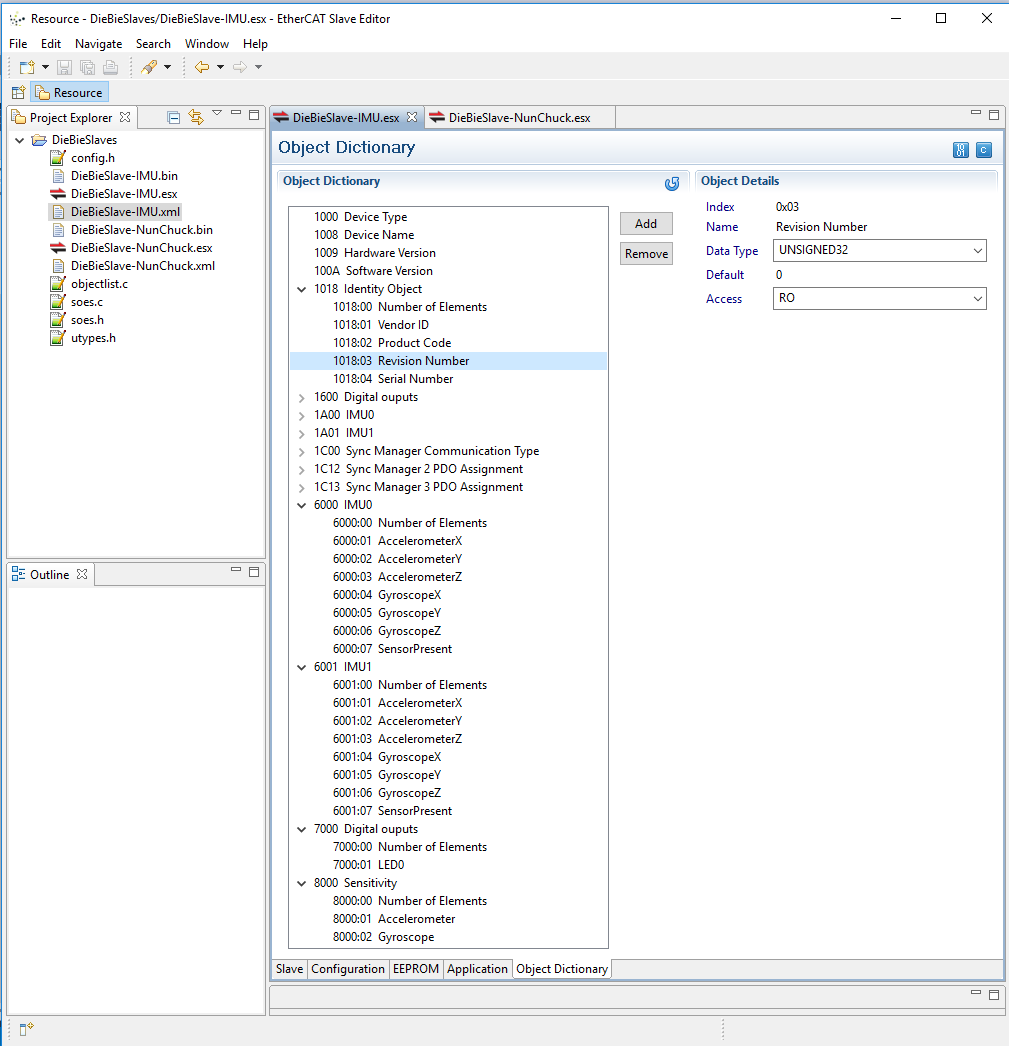 Resource - DieBieSlaves/DieBieSlave-IMU.esx - EtherCAT Slave Editor
File Edit Navigate Search Window Help
Resource
Project Explorer
DieBieSlaves
config.h
DieBieSlave-IMU.bin
DieBieSlave-IMU.esx
DieBieSlave-IMU.xml
DieBieSlave-NunChuck.bin
DieBieSlave-NunChuck.esx
DieBieSlave-NunChuck.xml
objectlist.c
soes.c
soes.h
utypes.h
Outline
DieBieSlave-IMU.esx
DieBieSlave-NunChuck.esx
Object Dictionary
Object Dictionary
1000 Device Type
1008 Device Name
1009 Hardware Version
100A Software Version
1018 Identity Object
1018:00 Number of Elements
1018:01 Vendor ID
1018:02 Product Code
1018:03 Revision Number
1018:04 Serial Number
1600 Digital ouputs
1A00 IMU0
1A01 IMU1
1C00 Sync Manager Communication Type
1C12 Sync Manager 2 PDO Assignment
1C13 Sync Manager 3 PDO Assignment
6000 IMU0
6000:00 Number of Elements
6000:01 AccelerometerX
6000:02 AccelerometerY
6000:03 AccelerometerZ
6000:04 GyroscopeX
6000:05 GyroscopeY
6000:06 GyroscopeZ
6000:07 SensorPresent
6001 IMU1
6001:00 Number of Elements
6001:01 AccelerometerX
6001:02 AccelerometerY
6001:03 AccelerometerZ
6001:04 GyroscopeX
6001:05 GyroscopeY
6001:06 GyroscopeZ
6001:07 SensorPresent
7000 Digital ouputs
7000:00 Number of Elements
7000:01 LED0
8000 Sensitivity
8000:00 Number of Elements
8000:01 Accelerometer
8000:02 Gyroscope
Add
Remove
Object Details
Index 0x03
Name Revision Number
Data Type UNSIGNED32
Default 0
Access RO
Slave Configuration EEPROM Application Object Dictionary